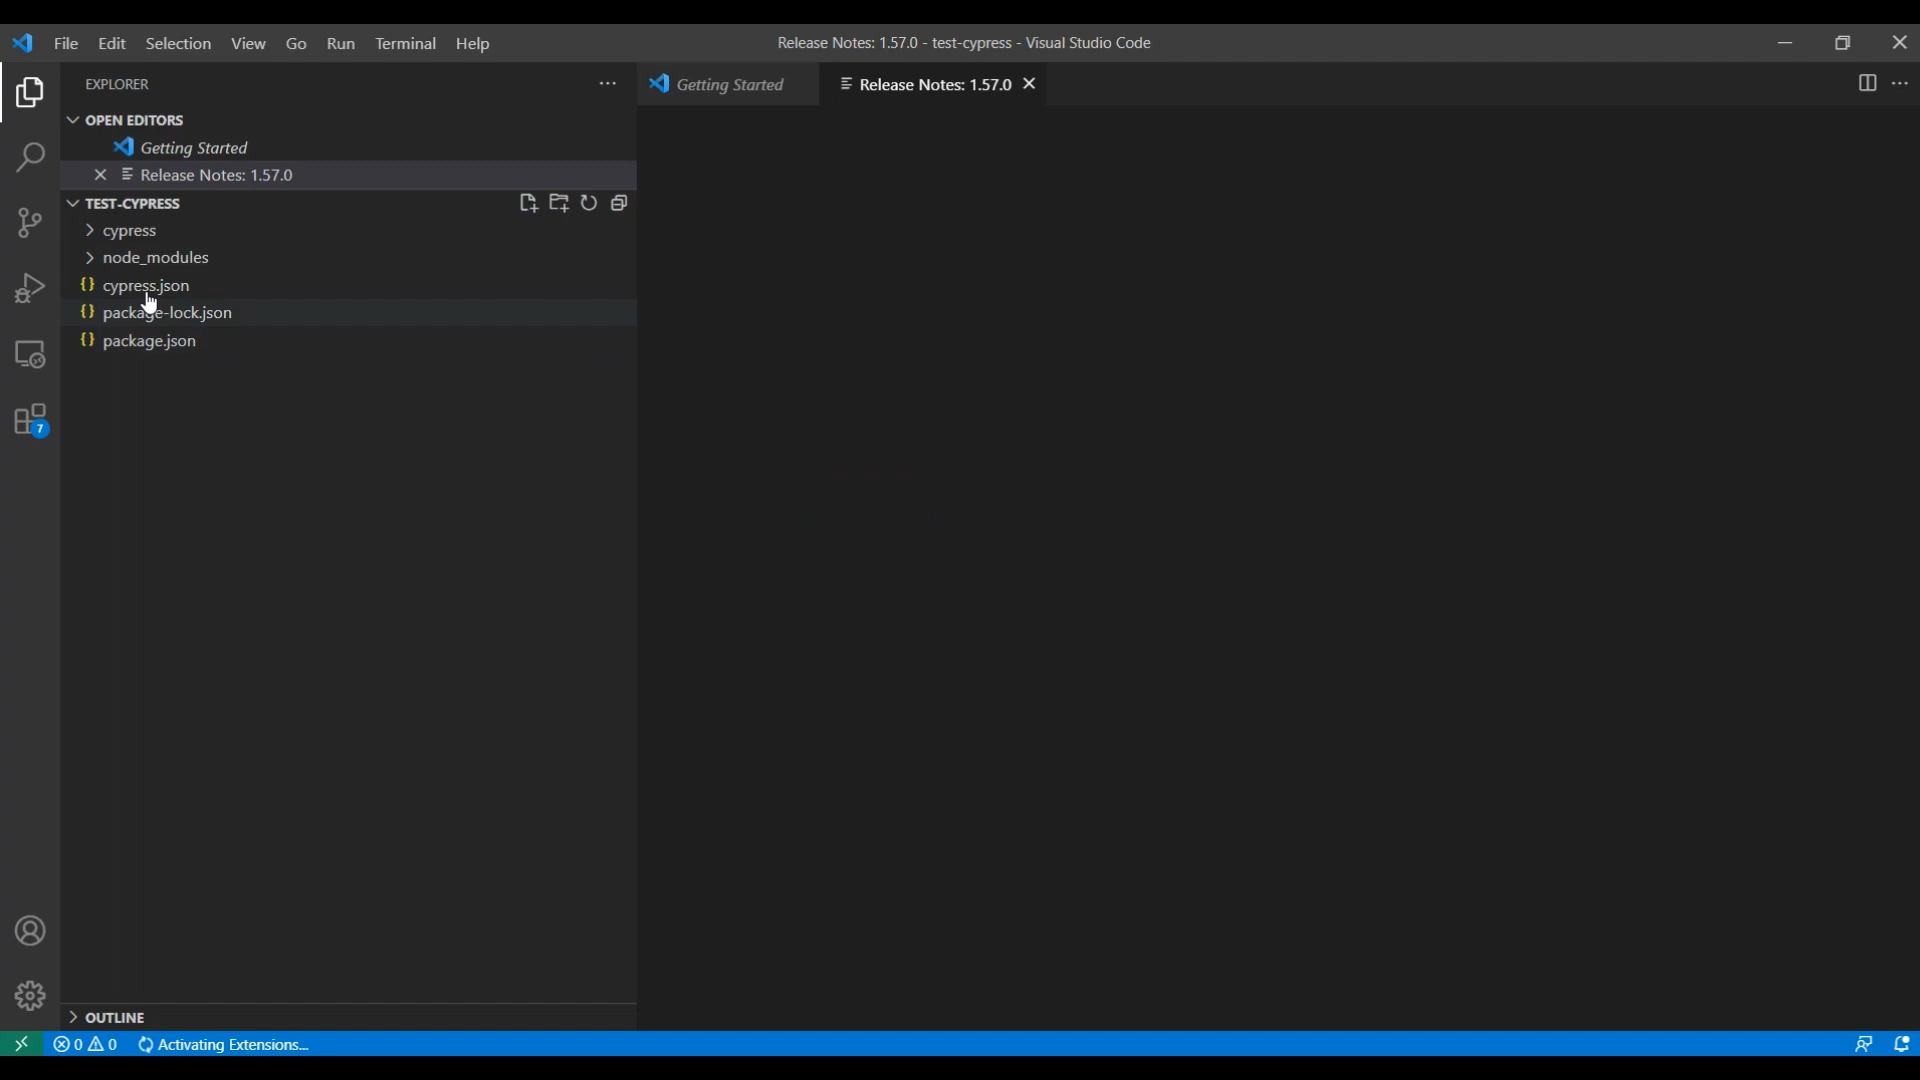 File Edit Selection View Go Run Terminal Help Release Notes: 1.57.0 - test-cypress - Visual Studio Code
EXPLORER
Getting Started
Release Notes: 1.57.0
OPEN EDITORS
Getting Started
Release Notes: 1.57.0
TEST-CYPRESS
cypress
node_modules
cypress.json
package-lock.json
package.json
7
OUTLINE
0 0 Activating Extensions...